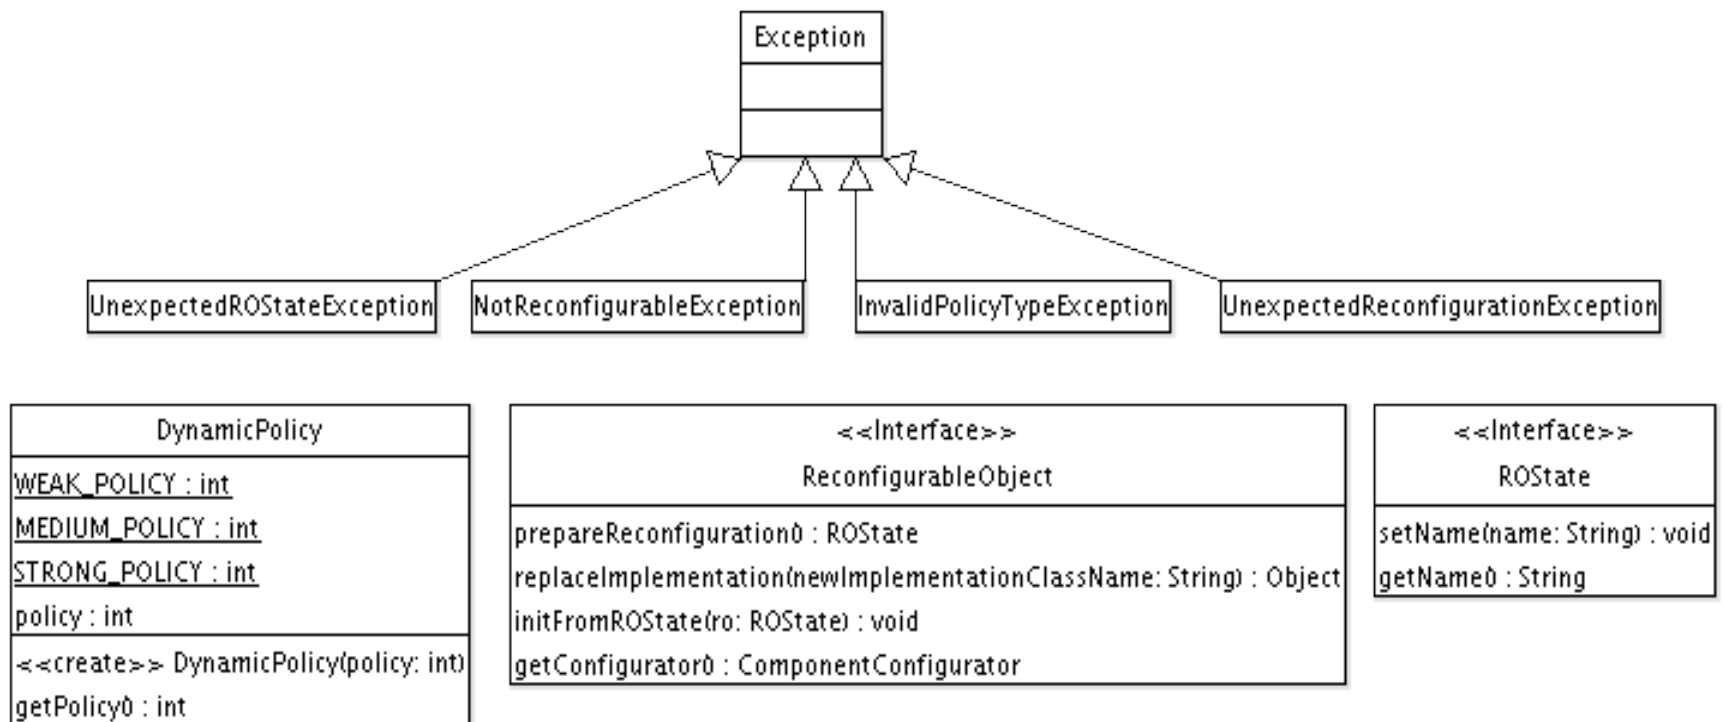 Exception
UnexpectedROStateException
NotReconfigurableException
InvalidPolicyTypeException
UnexpectedReconfigurationException
DynamicPolicy
WEAK_POLICY : int
MEDIUM_POLICY : int
STRONG_POLICY : int
policy : int
<<create>> DynamicPolicy(policy: int)
getPolicy() : int
<<Interface>>
ReconfigurableObject
prepareReconfiguration() : ROState
replaceImplementation(newImplementationClassName: String) : Object
initFromROState(ro: ROState) : void
getConfigurator() : ComponentConfigurator
<<Interface>>
ROState
setName(name: String) : void
getName() : String